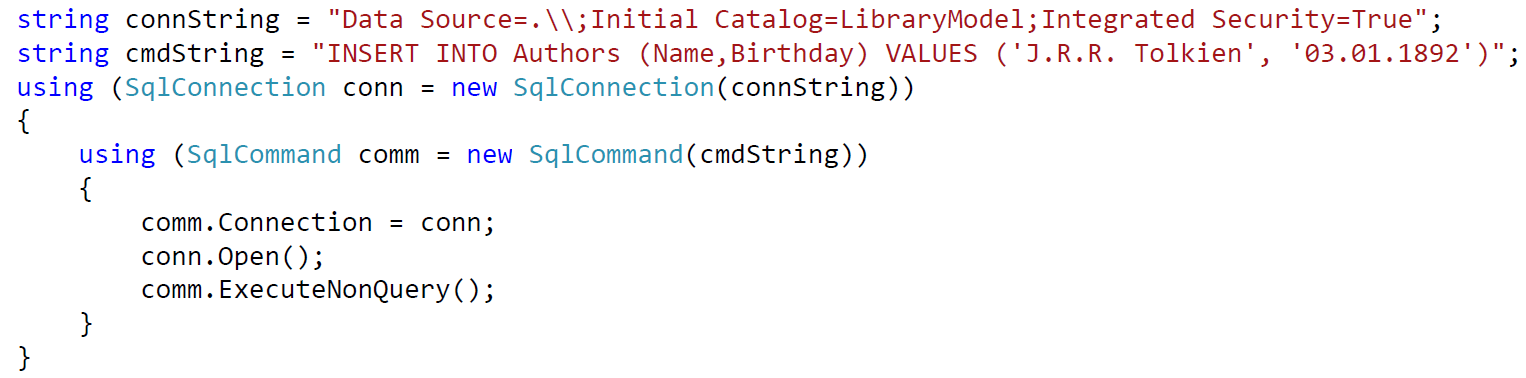 string connString = "Data Source=.\\;Initial Catalog=LibraryModel;Integrated Security=True";
string cmdString = "INSERT INTO Authors (Name,Birthday) VALUES ('J.R.R. Tolkien', '03.01.1892')";
using (SqlConnection conn = new SqlConnection(connString))
{
    using (SqlCommand comm = new SqlCommand(cmdString))
    {
        comm.Connection = conn;
        conn.Open();
        comm.ExecuteNonQuery();
    }
}